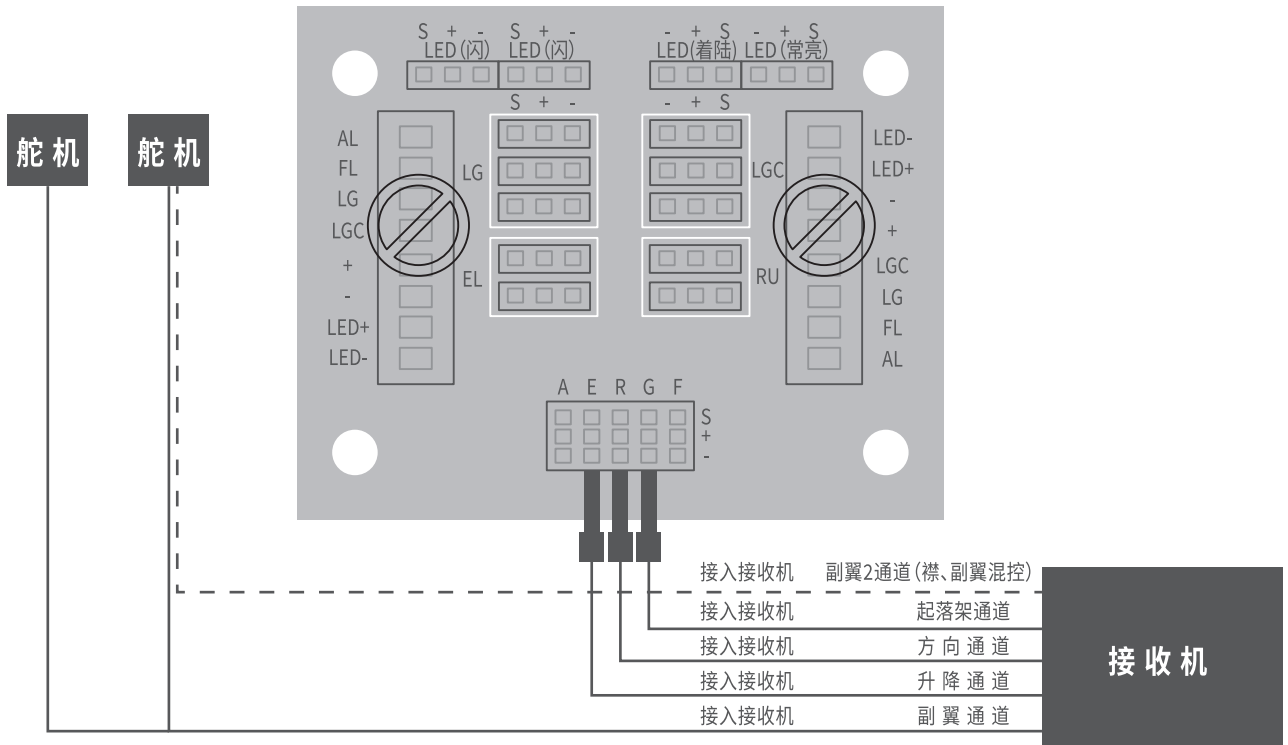 S + - S + - - + S - + S
LED(闪) LED(闪) LED(着陆) LED(常亮)
S + - - + S
舵机 舵机
AL
FL
LG
LGC
+
-
LED+
LED-
LG
EL
LGC
RU
LED-
LED+
-
+
LGC
LG
FL
AL
A E R G F
S
+
-
接入接收机 副翼2通道(襟、副翼混控)
接入接收机 起落架通道
接入接收机 方向通道
接入接收机 升降通道
接入接收机 副翼通道
接收机